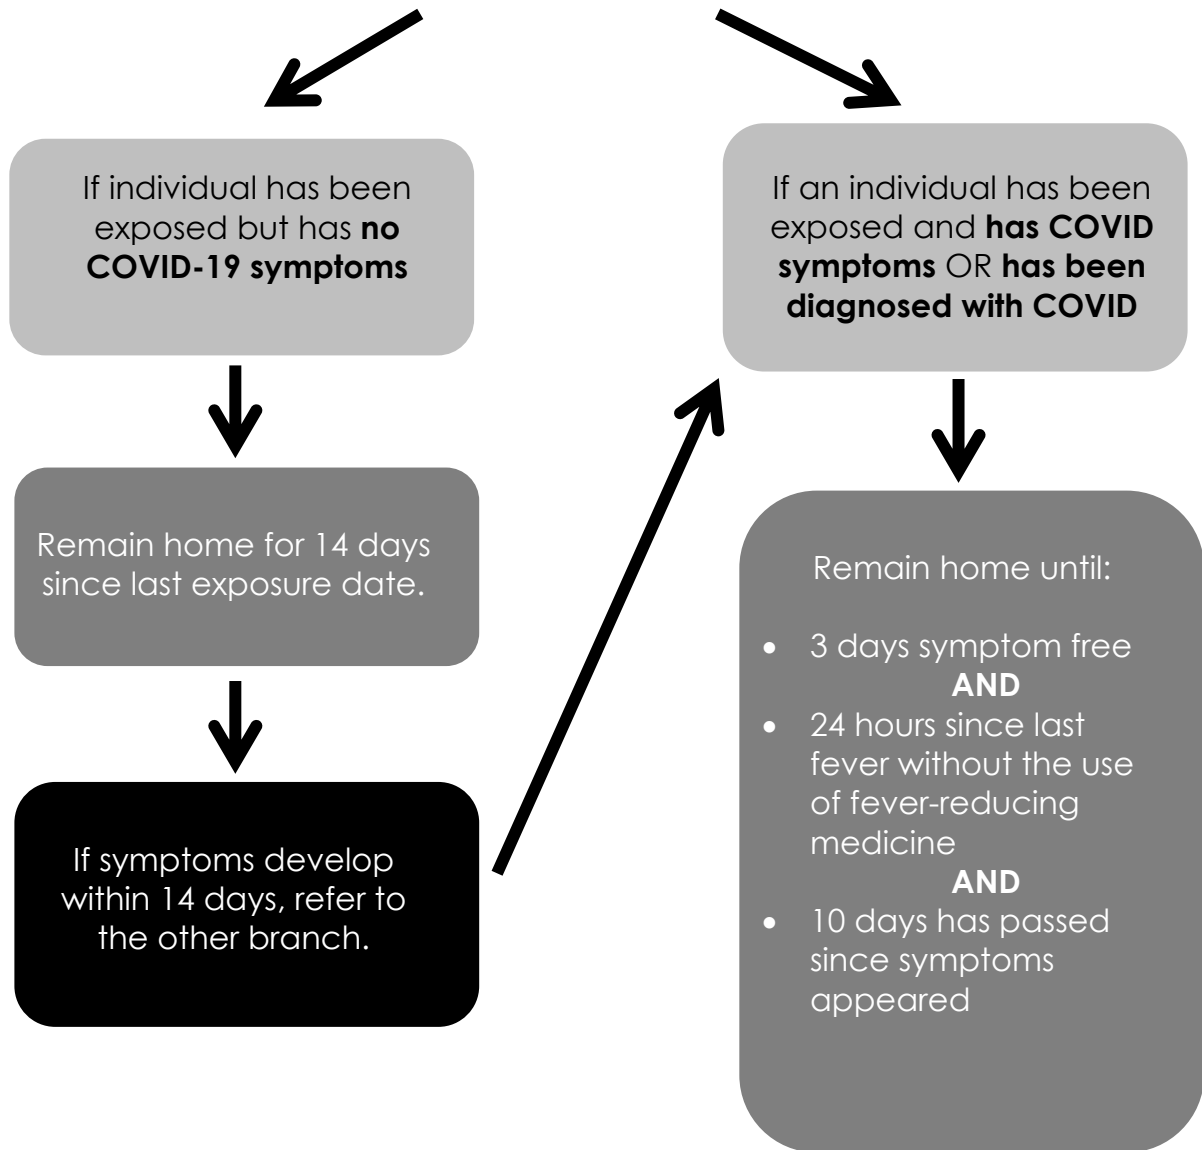 If individual has been
exposed but has no
COVID-19 symptoms
Remain home for 14 days
since last exposure date.
If symptoms develop
within 14 days, refer to
the other branch.
If an individual has been
exposed and has COVID
symptoms OR has been
diagnosed with COVID
Remain home until:
• 3 days symptom free
AND
• 24 hours since last
fever without the use
of fever-reducing
medicine
AND
• 10 days has passed
since symptoms
appeared